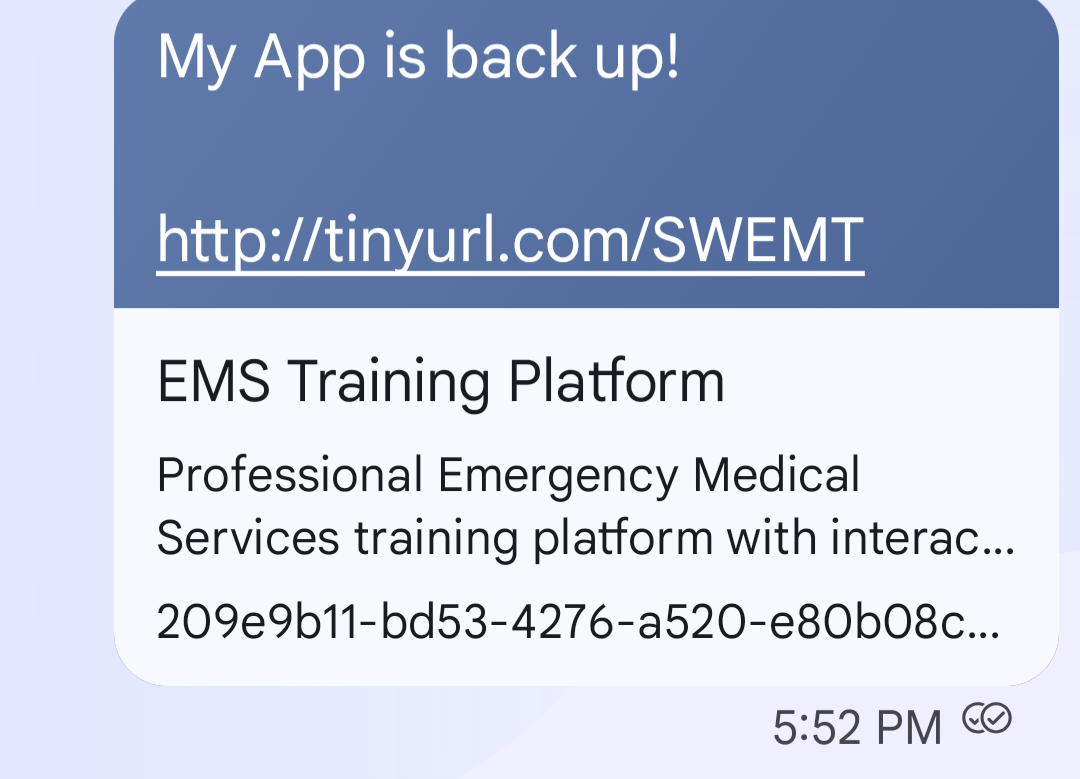 My App is back up!
http://tinyurl.com/SWEMT
EMS Training Platform
Professional Emergency Medical
Services training platform with interac...
209e9b11-bd53-4276-a520-e80b08c...
5:52 PM